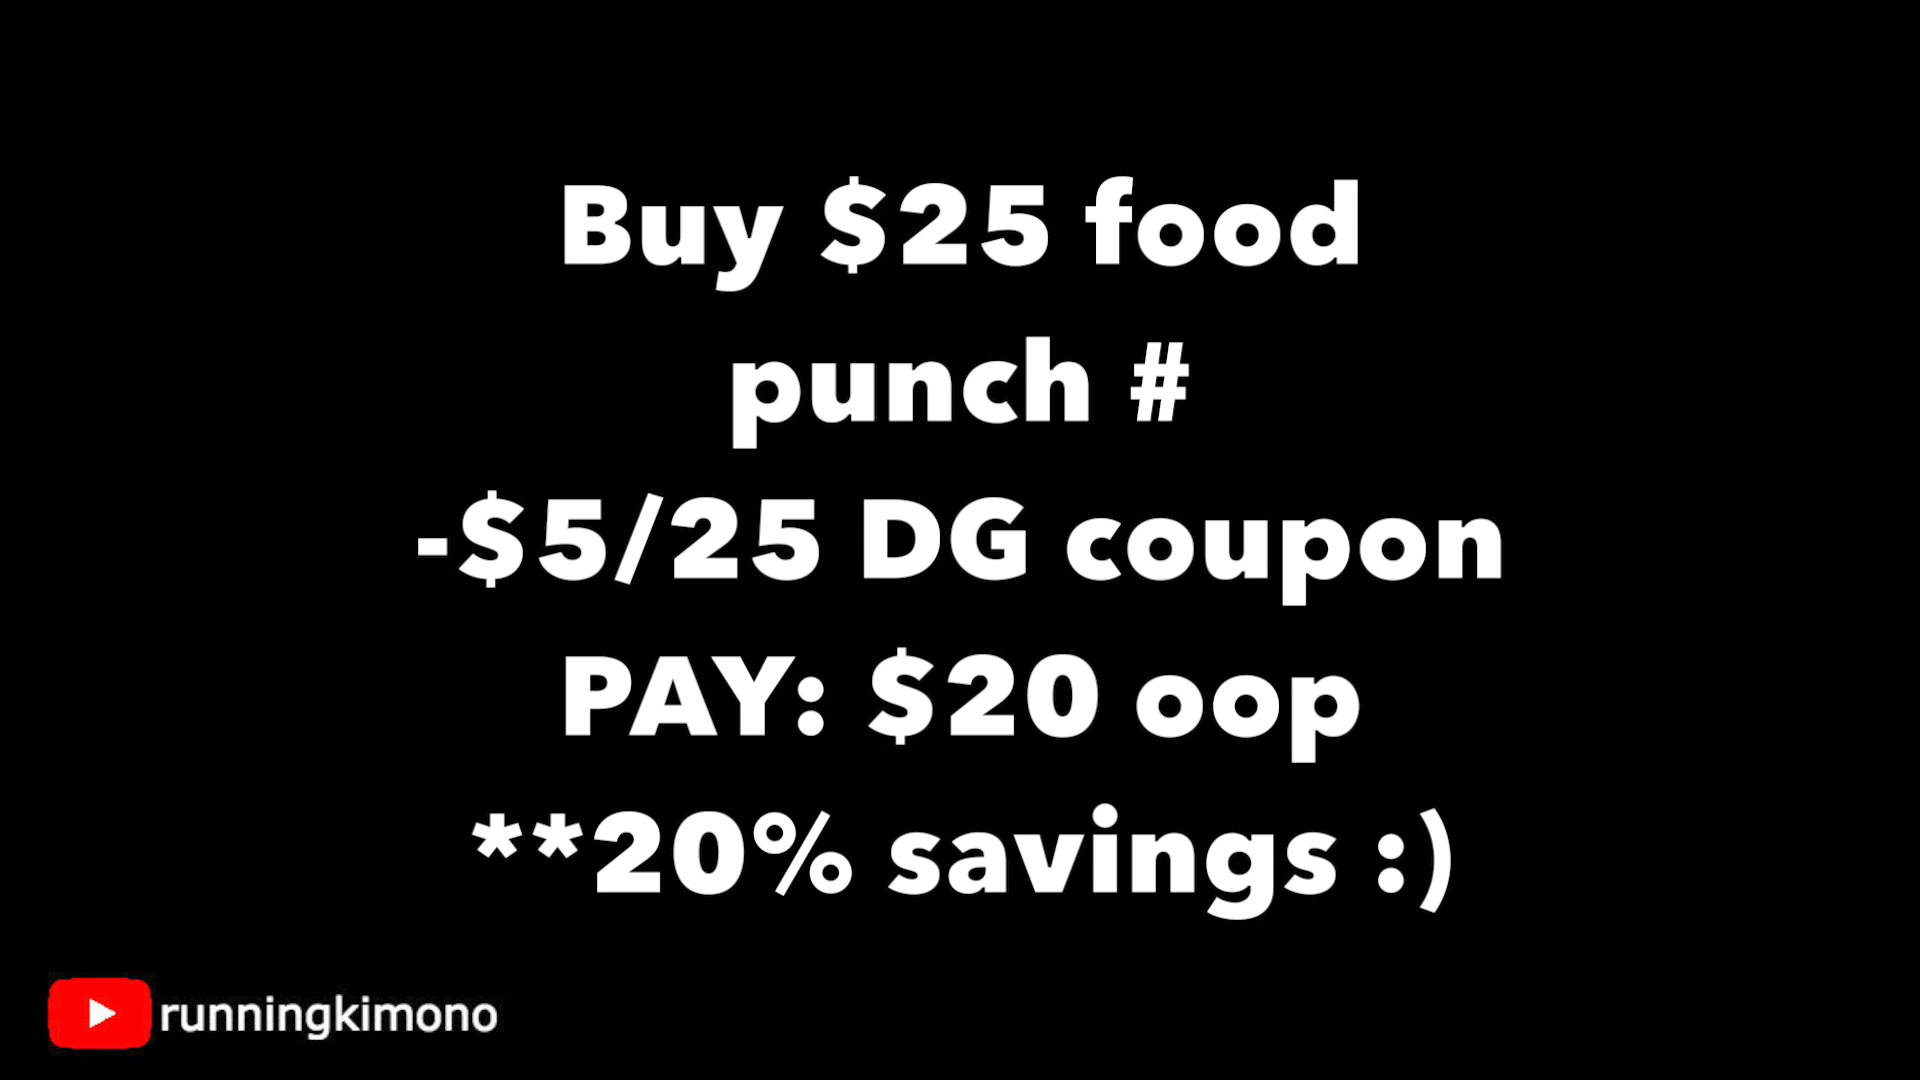 Buy $25 food
punch #
-$5/25 DG coupon
PAY: $20 oop
**20% savings :)
runningkimono